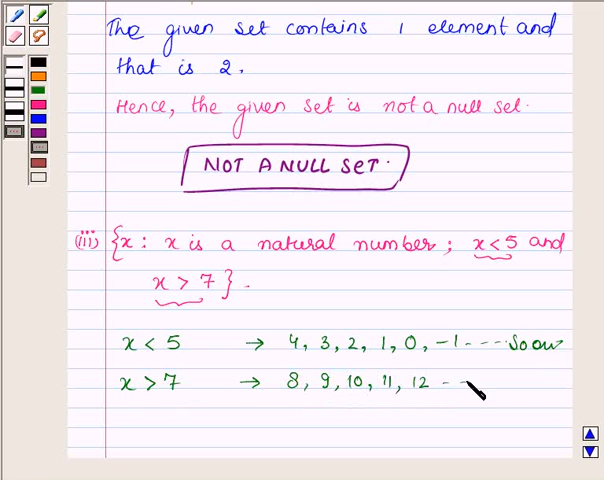 The given set contains 1 element and
that is 2.
Hence, the given set is not a null set.
NOT A NULL SET.
(iii) {x : x is a natural number ; x < 5 and
x > 7}.
x < 5 → 4, 3, 2, 1, 0, -1 - - - - So on
x > 7 → 8, 9, 10, 11, 12 - -